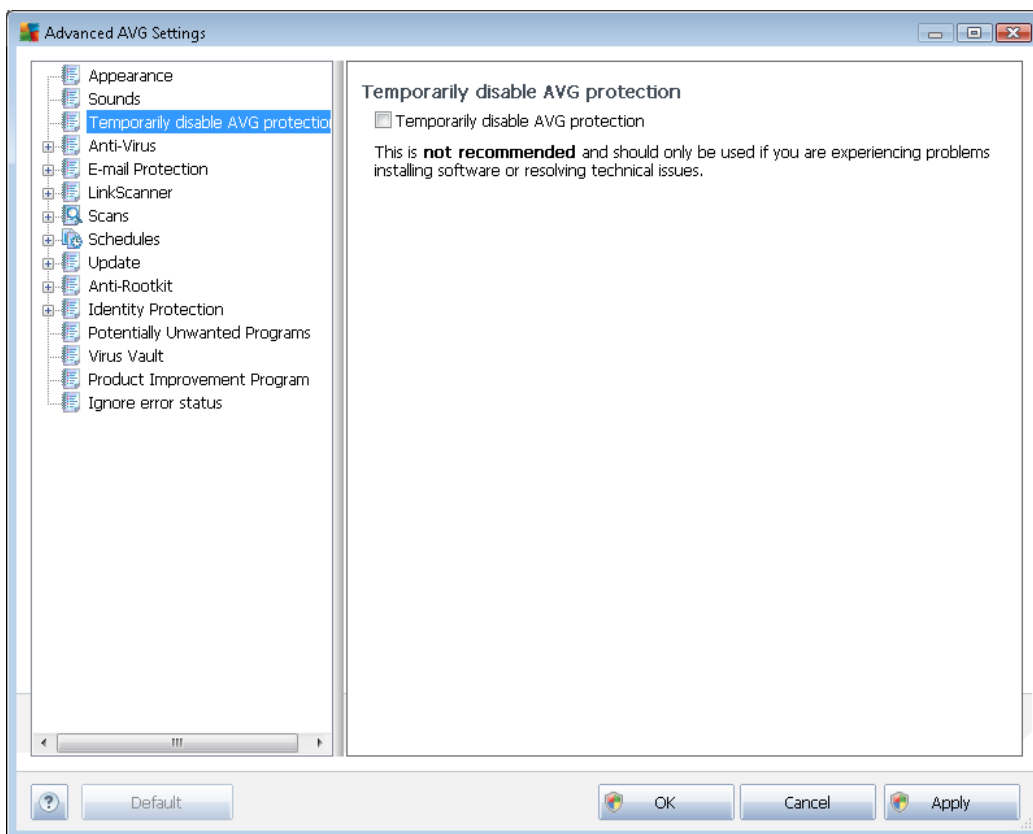 Advanced AVG Settings
Appearance
Sounds
Temporarily disable AVG protectio
Anti-Virus
E-mail Protection
LinkScanner
Scans
Schedules
Update
Anti-Rootkit
Identity Protection
Potentially Unwanted Programs
Virus Vault
Product Improvement Program
Ignore error status
Temporarily disable AVG protection
Temporarily disable AVG protection
This is not recommended and should only be used if you are experiencing problems
installing software or resolving technical issues.
? Default OK Cancel Apply